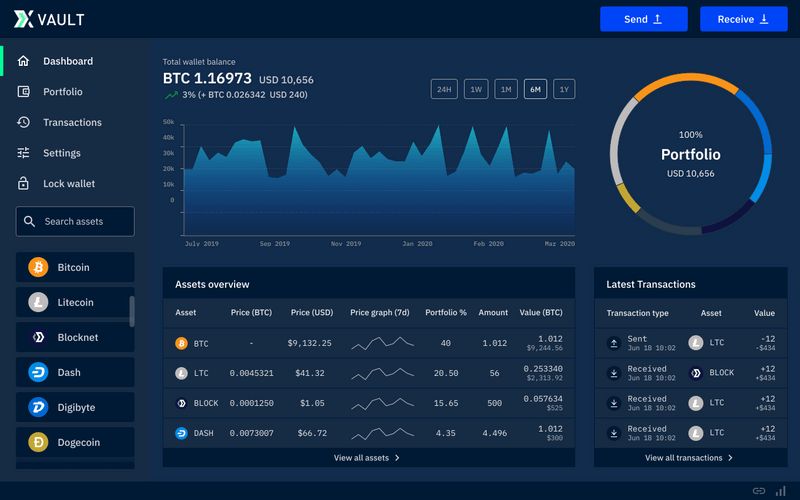 X VAULT
Send
Receive
Dashboard
Portfolio
Transactions
Settings
Lock wallet
Search assets
Bitcoin
Litecoin
Blocknet
Dash
Digibyte
Dogecoin
Total wallet balance
BTC 1.16973 USD 10,656
3% (+ BTC 0.026342 USD 240)
24H 1W 1M 6M 1Y
50k
40k
30k
20k
10k
0
July 2019 Sep 2019 Nov 2019 Jan 2020 Feb 2020 Mar 2020
100%
Portfolio
USD 10,656
Assets overview
Asset Price (BTC) Price (USD) Price graph (7d) Portfolio % Amount Value (BTC)
BTC - $9,132.25 40 1.012 1.012
$9,244.56
LTC 0.0045321 $41.32 20.50 56 0.253340
$2,313.92
BLOCK 0.0001250 $1.05 15.65 500 0.057634
$525
DASH 0.0073007 $66.72 4.35 4.496 1.012
$300
View all assets
Latest Transactions
Transaction type Asset Value
Sent LTC -12
Jun 18 10:02 -$434
Received BLOCK +12
Jun 18 10:02 +$434
Received LTC +12
Jun 18 10:02 +$434
Received LTC +12
Jun 18 10:02 +$434
View all transactions